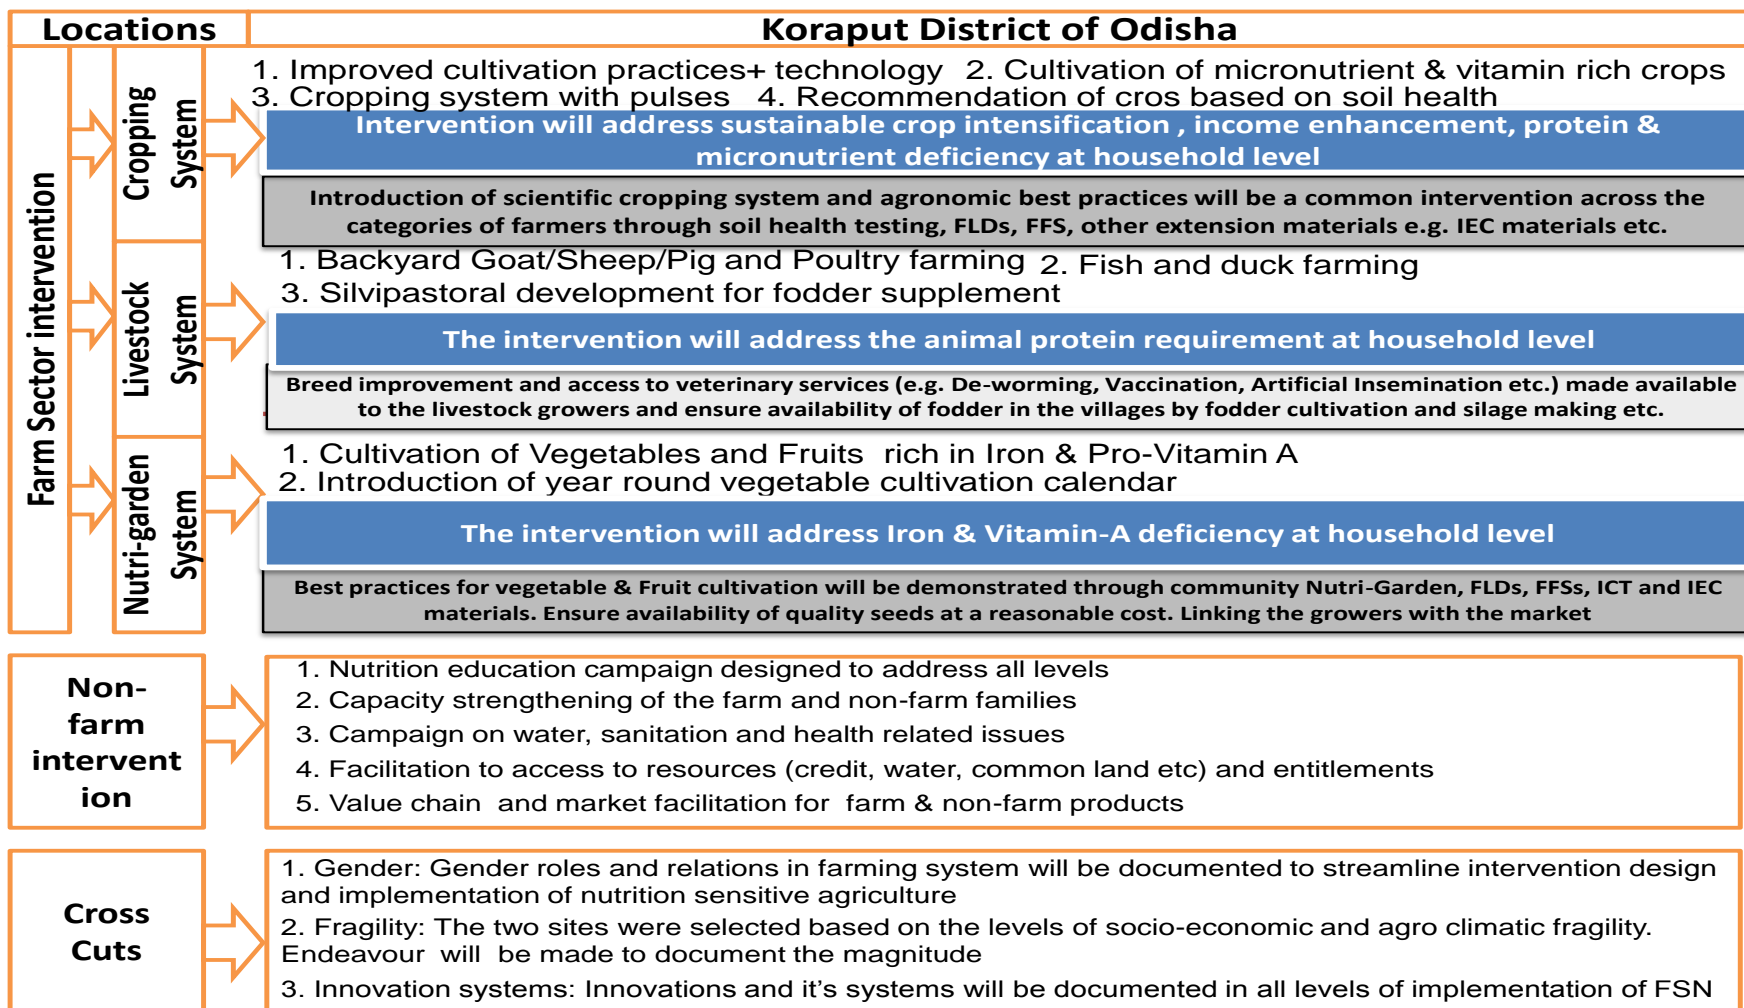 Locations
Koraput District of Odisha
Farm Sector intervention
Cropping
System
1. Improved cultivation practices+ technology 2. Cultivation of micronutrient & vitamin rich crops
3. Cropping system with pulses 4. Recommendation of cros based on soil health
Intervention will address sustainable crop intensification , income enhancement, protein &
micronutrient deficiency at household level
Introduction of scientific cropping system and agronomic best practices will be a common intervention across the
categories of farmers through soil health testing, FLDs, FFS, other extension materials e.g. IEC materials etc.
Livestock
System
1. Backyard Goat/Sheep/Pig and Poultry farming 2. Fish and duck farming
3. Silvipastoral development for fodder supplement
The intervention will address the animal protein requirement at household level
Breed improvement and access to veterinary services (e.g. De-worming, Vaccination, Artificial Insemination etc.) made available
to the livestock growers and ensure availability of fodder in the villages by fodder cultivation and silage making etc.
Nutri-garden
System
1. Cultivation of Vegetables and Fruits rich in Iron & Pro-Vitamin A
2. Introduction of year round vegetable cultivation calendar
The intervention will address Iron & Vitamin-A deficiency at household level
Best practices for vegetable & Fruit cultivation will be demonstrated through community Nutri-Garden, FLDs, FFSs, ICT and IEC
materials. Ensure availability of quality seeds at a reasonable cost. Linking the growers with the market
Non-
farm
intervent
ion
1. Nutrition education campaign designed to address all levels
2. Capacity strengthening of the farm and non-farm families
3. Campaign on water, sanitation and health related issues
4. Facilitation to access to resources (credit, water, common land etc) and entitlements
5. Value chain and market facilitation for farm & non-farm products
Cross
Cuts
1. Gender: Gender roles and relations in farming system will be documented to streamline intervention design
and implementation of nutrition sensitive agriculture
2. Fragility: The two sites were selected based on the levels of socio-economic and agro climatic fragility.
Endeavour will be made to document the magnitude
3. Innovation systems: Innovations and it's systems will be documented in all levels of implementation of FSN